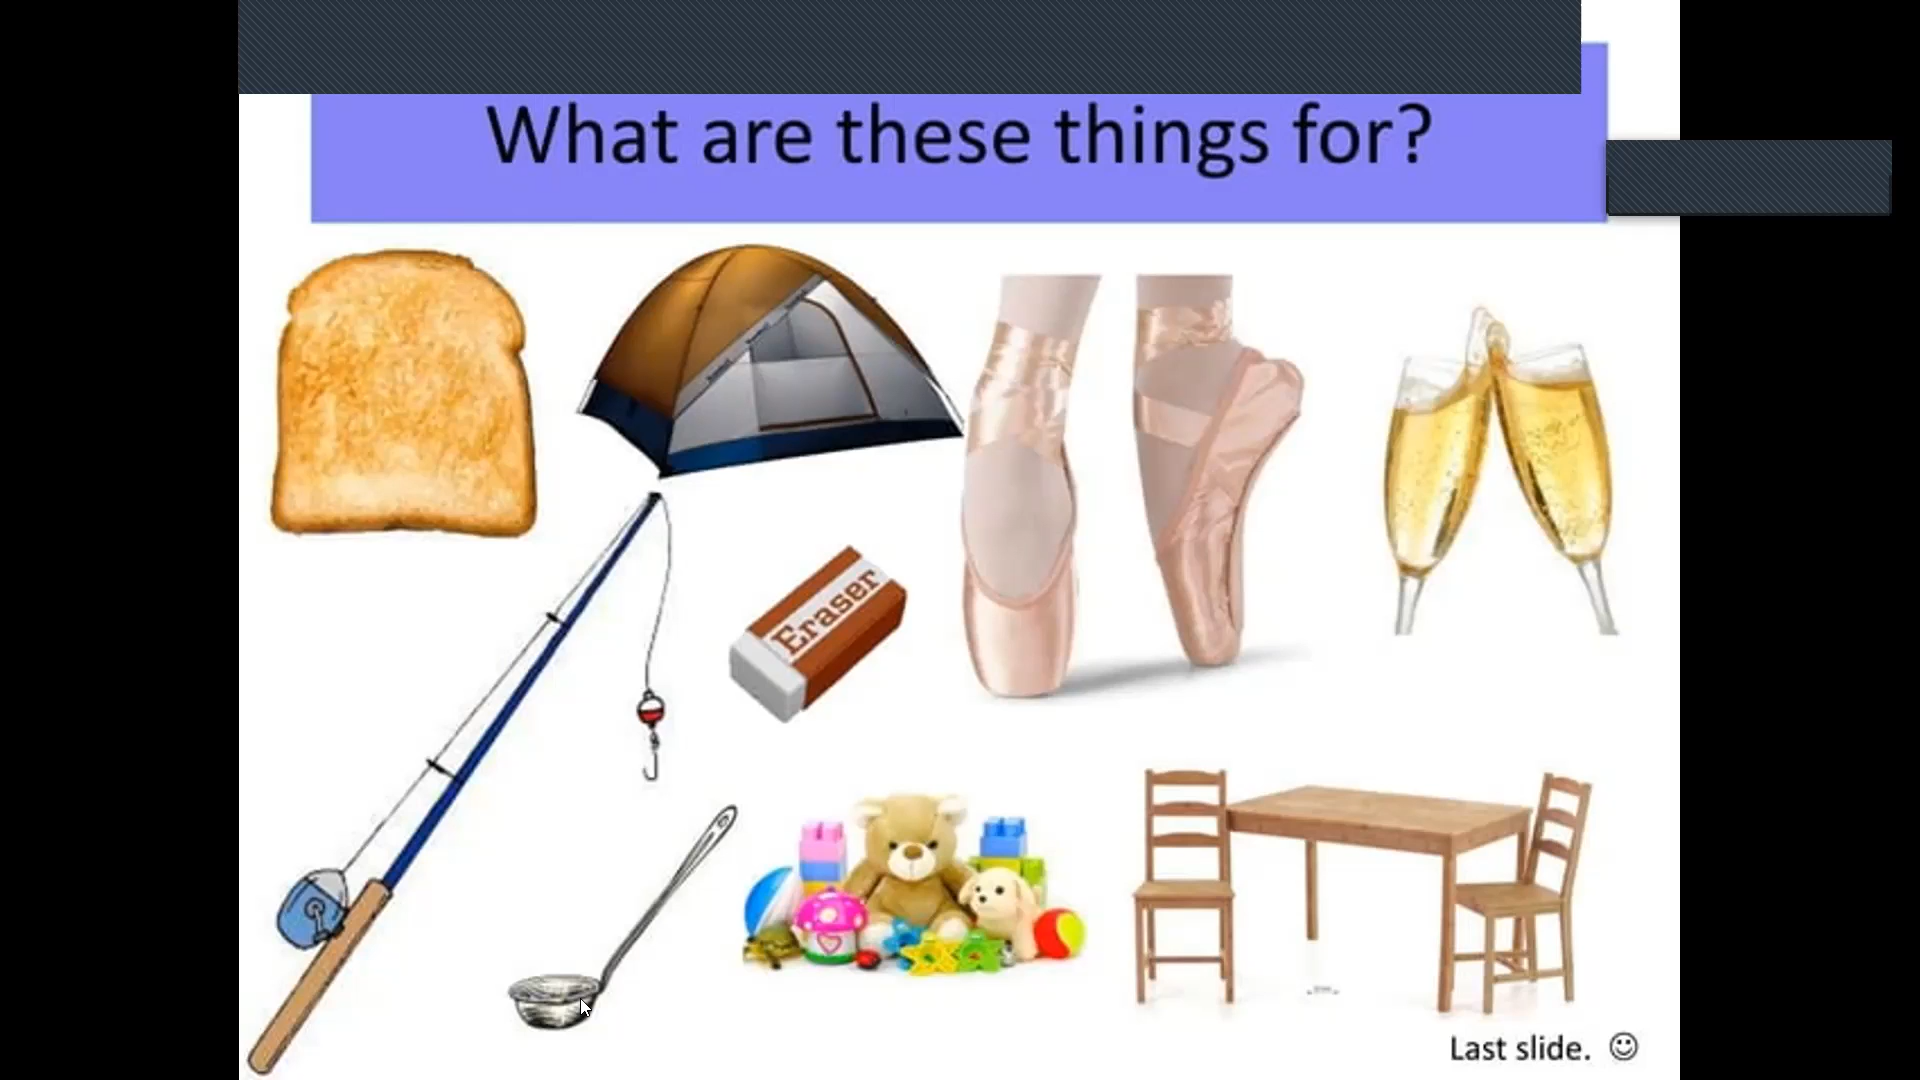 What are these things for?
Eraser
Last slide. ☺